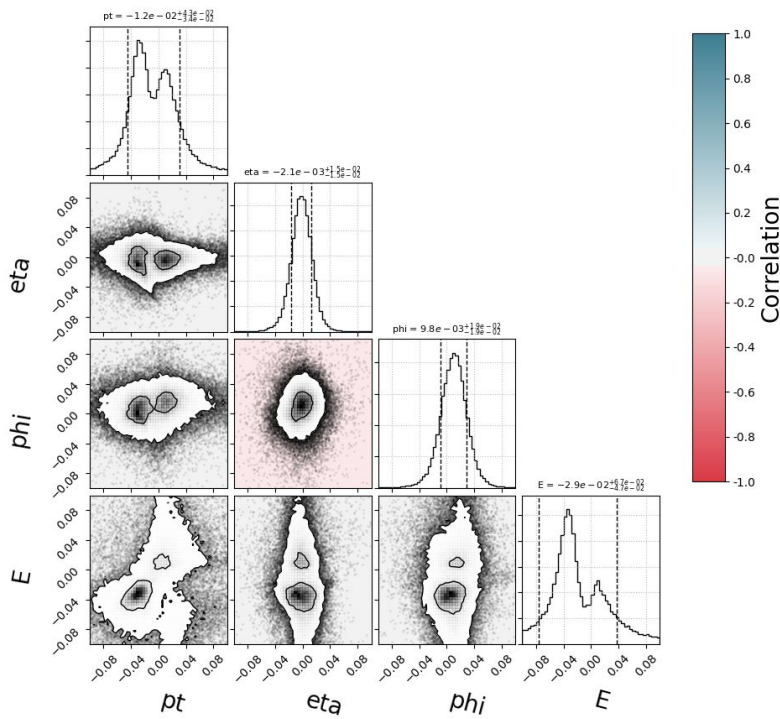 pt = −1.2e − 02 +4.3e−02 −3.4e−02
eta = −2.1e − 03 +1.5e−02 −1.5e−02
phi = 9.8e − 03 +1.9e−02 −1.9e−02
E = −2.9e − 02 +6.7e−02 −4.7e−02
eta
0.08
0.04
0.00
−0.04
−0.08
phi
0.08
0.04
0.00
−0.04
−0.08
E
0.08
0.04
0.00
−0.04
−0.08
−0.08 −0.04 0.00 0.04 0.08
pt
−0.08 −0.04 0.00 0.04 0.08
eta
−0.08 −0.04 0.00 0.04 0.08
phi
−0.08 −0.04 0.00 0.04 0.08
E
1.0
0.8
0.6
0.4
0.2
-0.0
-0.2
-0.4
-0.6
-0.8
-1.0
Correlation